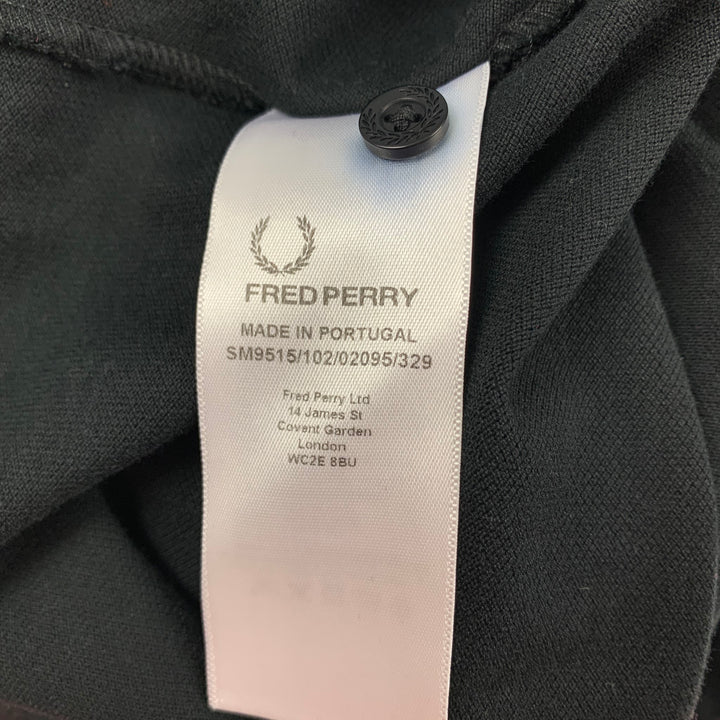 FRED PERRY
MADE IN PORTUGAL
SM9515/102/02095/329
Fred Perry Ltd
14 James St
Covent Garden
London
WC2E 8BU